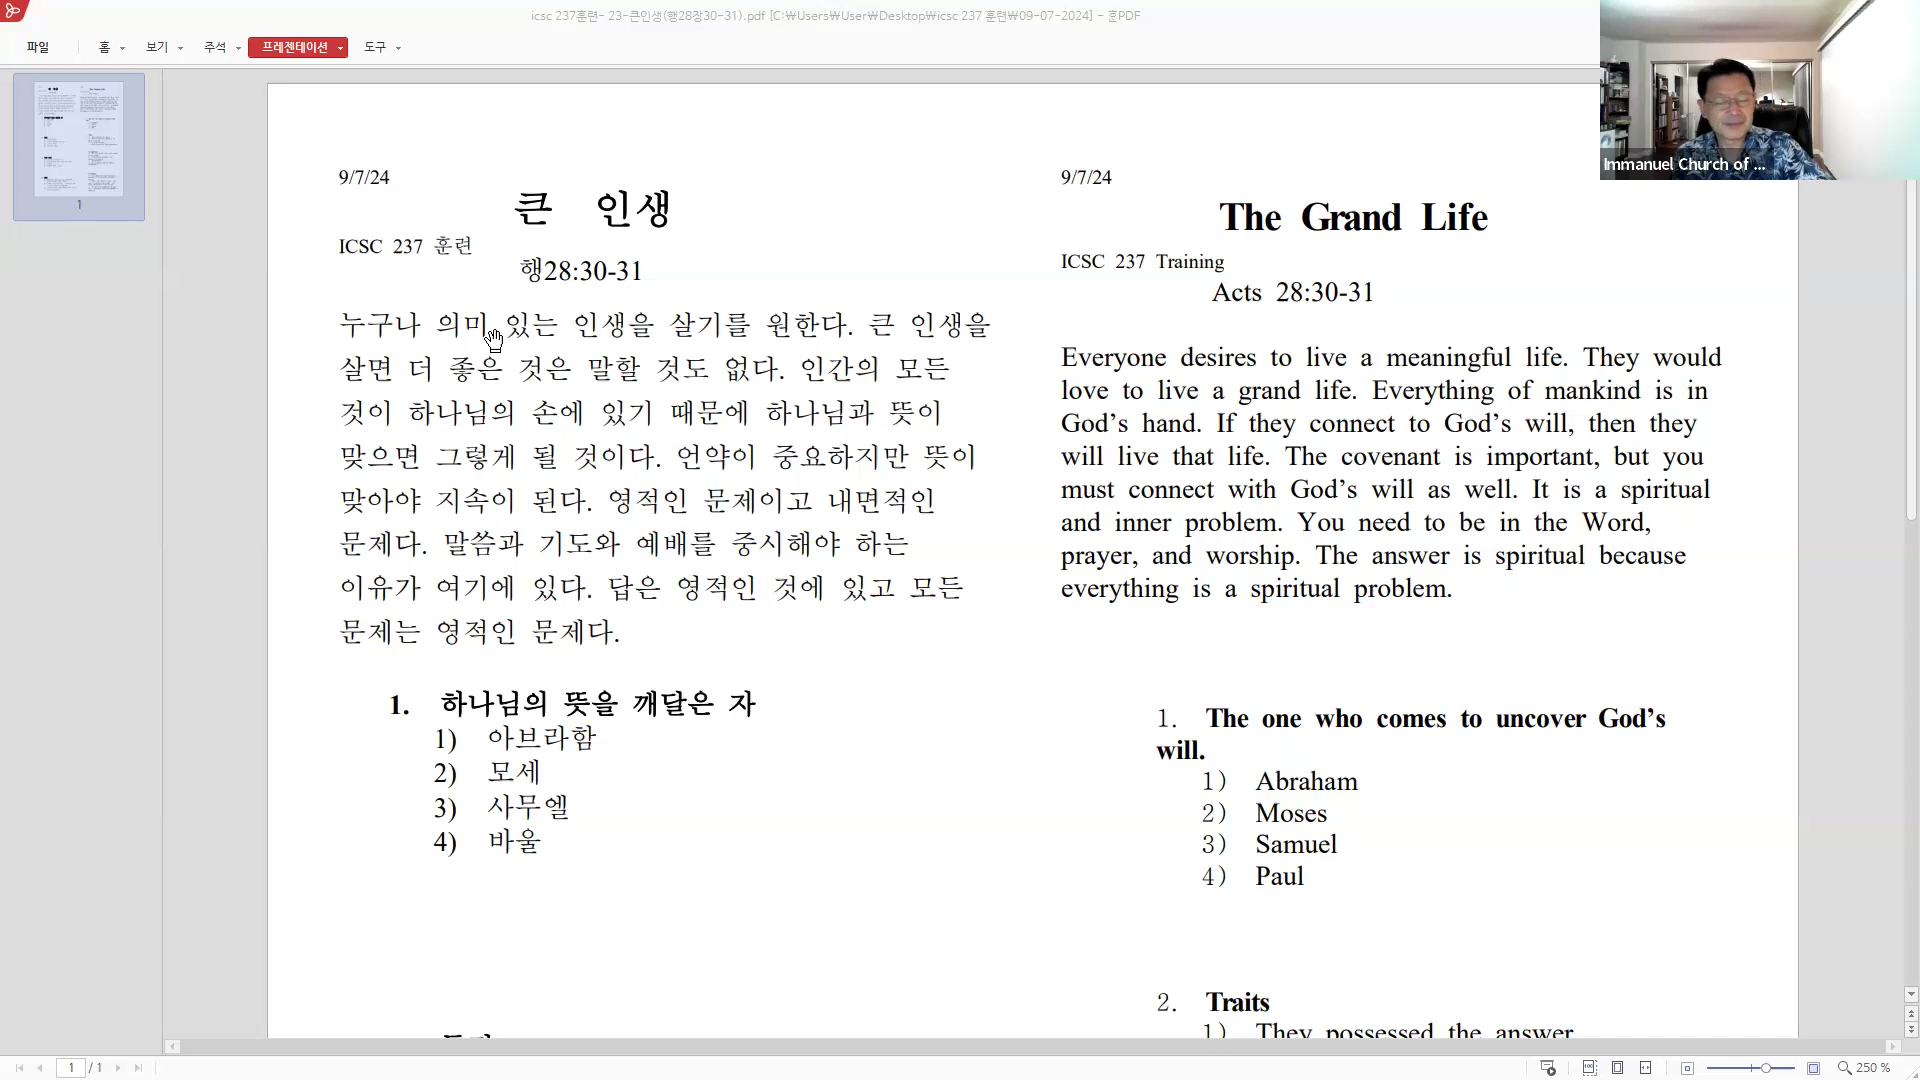 icsc 237훈련- 23-큰인생(행28장30-31).pdf [C:₩Users₩User₩Desktop₩icsc 237 훈련₩09-07-2024] - 훈PDF
파일 홈 보기 주석 프레젠테이션 도구
Immanuel Church of ...
1
9/7/24
큰 인생
ICSC 237 훈련
행28:30-31
누구나 의미 있는 인생을 살기를 원한다. 큰 인생을
살면 더 좋은 것은 말할 것도 없다. 인간의 모든
것이 하나님의 손에 있기 때문에 하나님과 뜻이
맞으면 그렇게 될 것이다. 언약이 중요하지만 뜻이
맞아야 지속이 된다. 영적인 문제이고 내면적인
문제다. 말씀과 기도와 예배를 중시해야 하는
이유가 여기에 있다. 답은 영적인 것에 있고 모든
문제는 영적인 문제다.
1. 하나님의 뜻을 깨달은 자
1) 아브라함
2) 모세
3) 사무엘
4) 바울
9/7/24
The Grand Life
ICSC 237 Training
Acts 28:30-31
Everyone desires to live a meaningful life. They would
love to live a grand life. Everything of mankind is in
God’s hand. If they connect to God’s will, then they
will live that life. The covenant is important, but you
must connect with God’s will as well. It is a spiritual
and inner problem. You need to be in the Word,
prayer, and worship. The answer is spiritual because
everything is a spiritual problem.
1. The one who comes to uncover God’s
will.
1) Abraham
2) Moses
3) Samuel
4) Paul
2. Traits
1) They possessed the answer
1 / 1
250 %